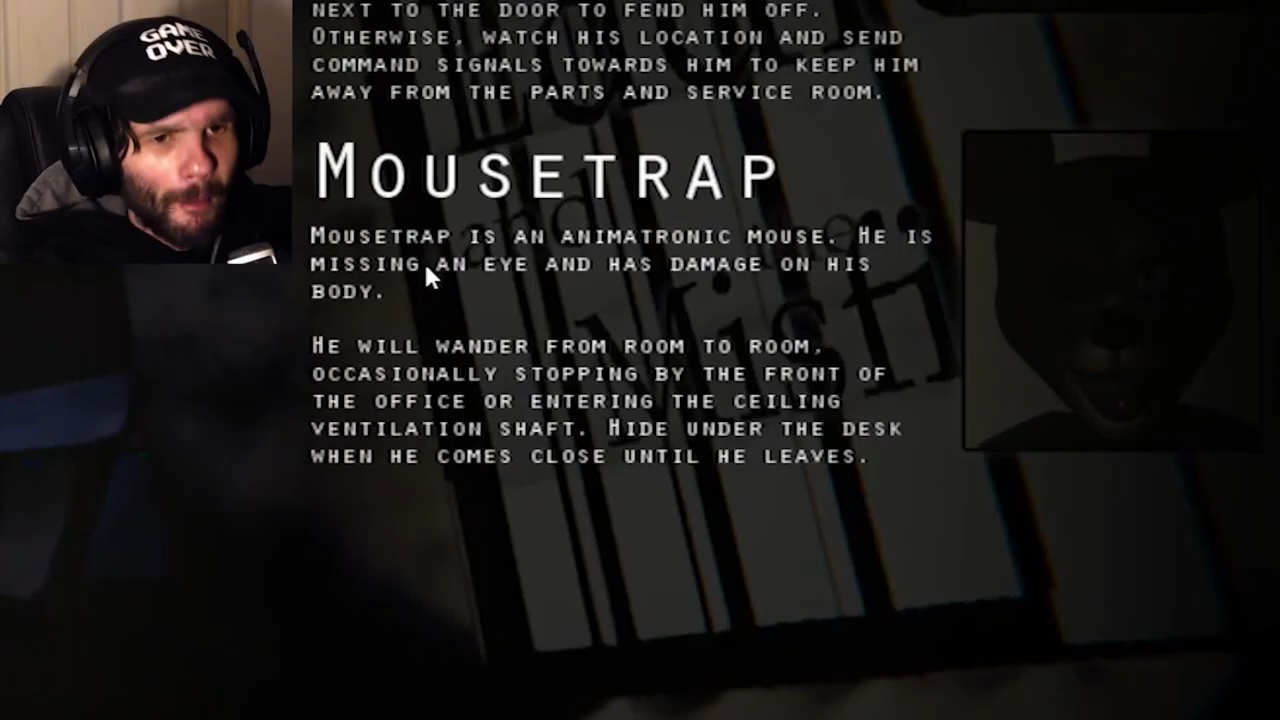 GAME
OVER
NEXT TO THE DOOR TO FEND HIM OFF.
OTHERWISE, WATCH HIS LOCATION AND SEND
COMMAND SIGNALS TOWARDS HIM TO KEEP HIM
AWAY FROM THE PARTS AND SERVICE ROOM.
MOUSETRAP
MOUSETRAP IS AN ANIMATRONIC MOUSE. HE IS
MISSING AN EYE AND HAS DAMAGE ON HIS
BODY.
HE WILL WANDER FROM ROOM TO ROOM,
OCCASIONALLY STOPPING BY THE FRONT OF
THE OFFICE OR ENTERING THE CEILING
VENTILATION SHAFT. HIDE UNDER THE DESK
WHEN HE COMES CLOSE UNTIL HE LEAVES.
and